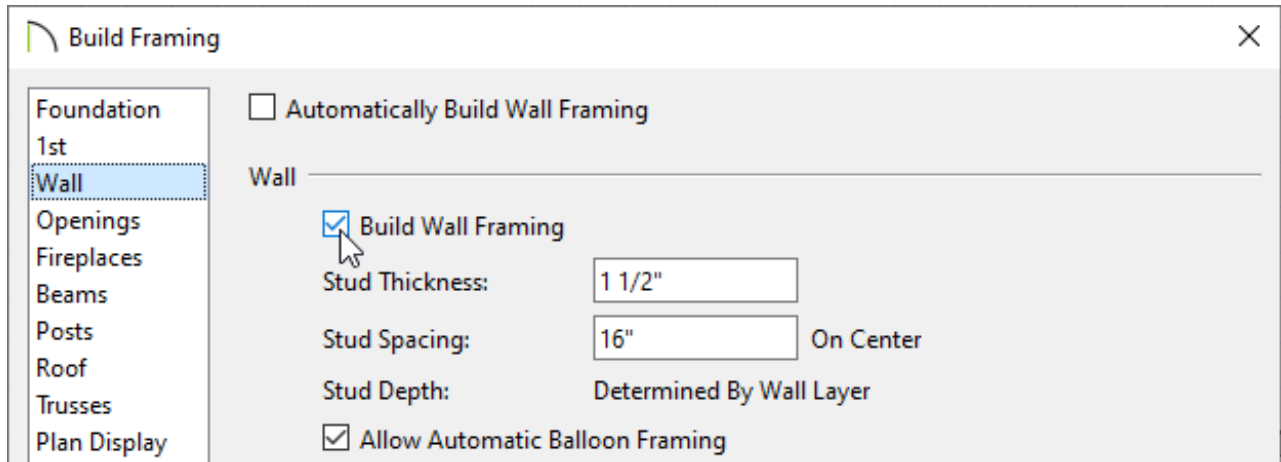 Build Framing
Foundation
1st
Wall
Openings
Fireplaces
Beams
Posts
Roof
Trusses
Plan Display
Automatically Build Wall Framing
Wall
Build Wall Framing
Stud Thickness: 1 1/2"
Stud Spacing: 16" On Center
Stud Depth: Determined By Wall Layer
Allow Automatic Balloon Framing